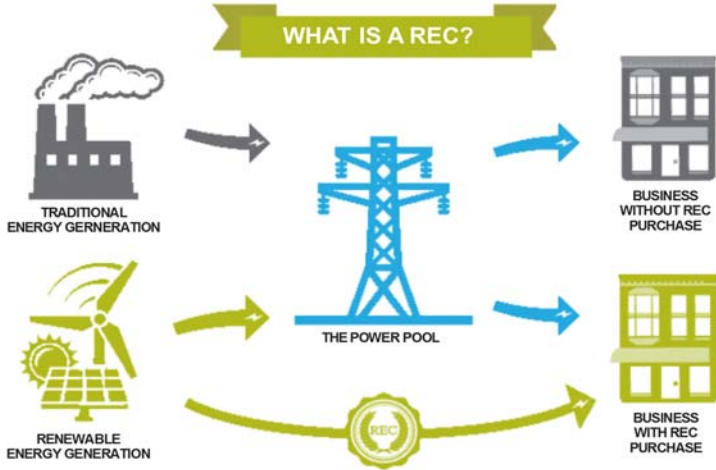 WHAT IS A REC?
TRADITIONAL
ENERGY GERNERATION
BUSINESS
WITHOUT REC
PURCHASE
THE POWER POOL
RENEWABLE
ENERGY GENERATION
REC
BUSINESS
WITH REC
PURCHASE